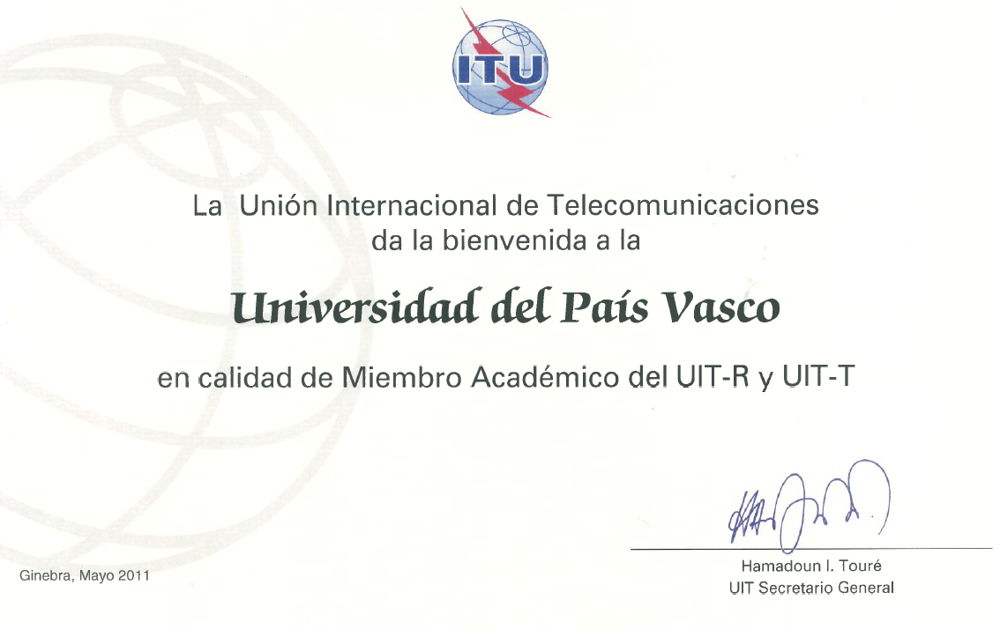 ITU
La Unión Internacional de Telecomunicaciones
da la bienvenida a la
Universidad del País Vasco
en calidad de Miembro Académico del UIT-R y UIT-T
Hamadoun I. Touré
UIT Secretario General
Ginebra, Mayo 2011